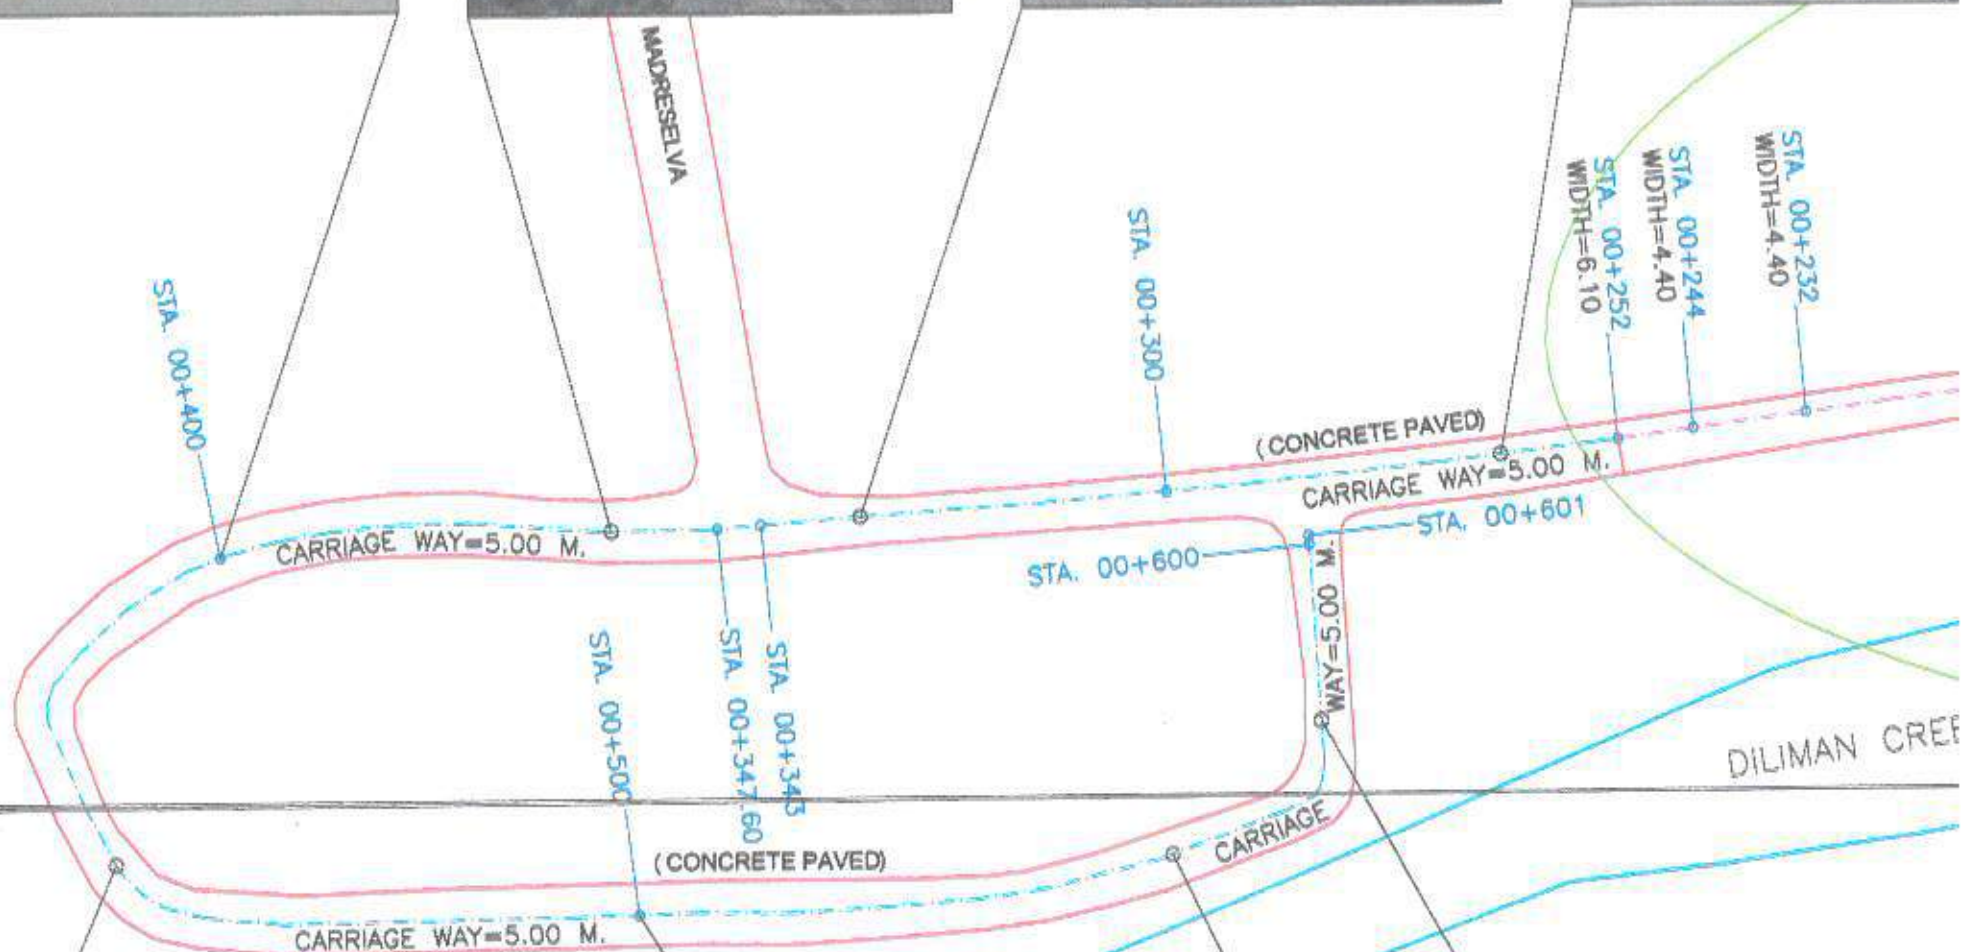 MADRESELVA
STA. 00+232
WIDTH=4.40
STA. 00+244
WIDTH=4.40
STA. 00+252
WIDTH=6.10
STA. 00+300
STA. 00+400
(CONCRETE PAVED)
CARRIAGE WAY=5.00 M.
STA. 00+601
STA. 00+600
CARRIAGE WAY=5.00 M.
STA. 00+343
STA. 00+347.60
STA. 00+500
CARRIAGE WAY=5.00 M.
DILIMAN CREE
(CONCRETE PAVED)
CARRIAGE WAY=5.00 M.